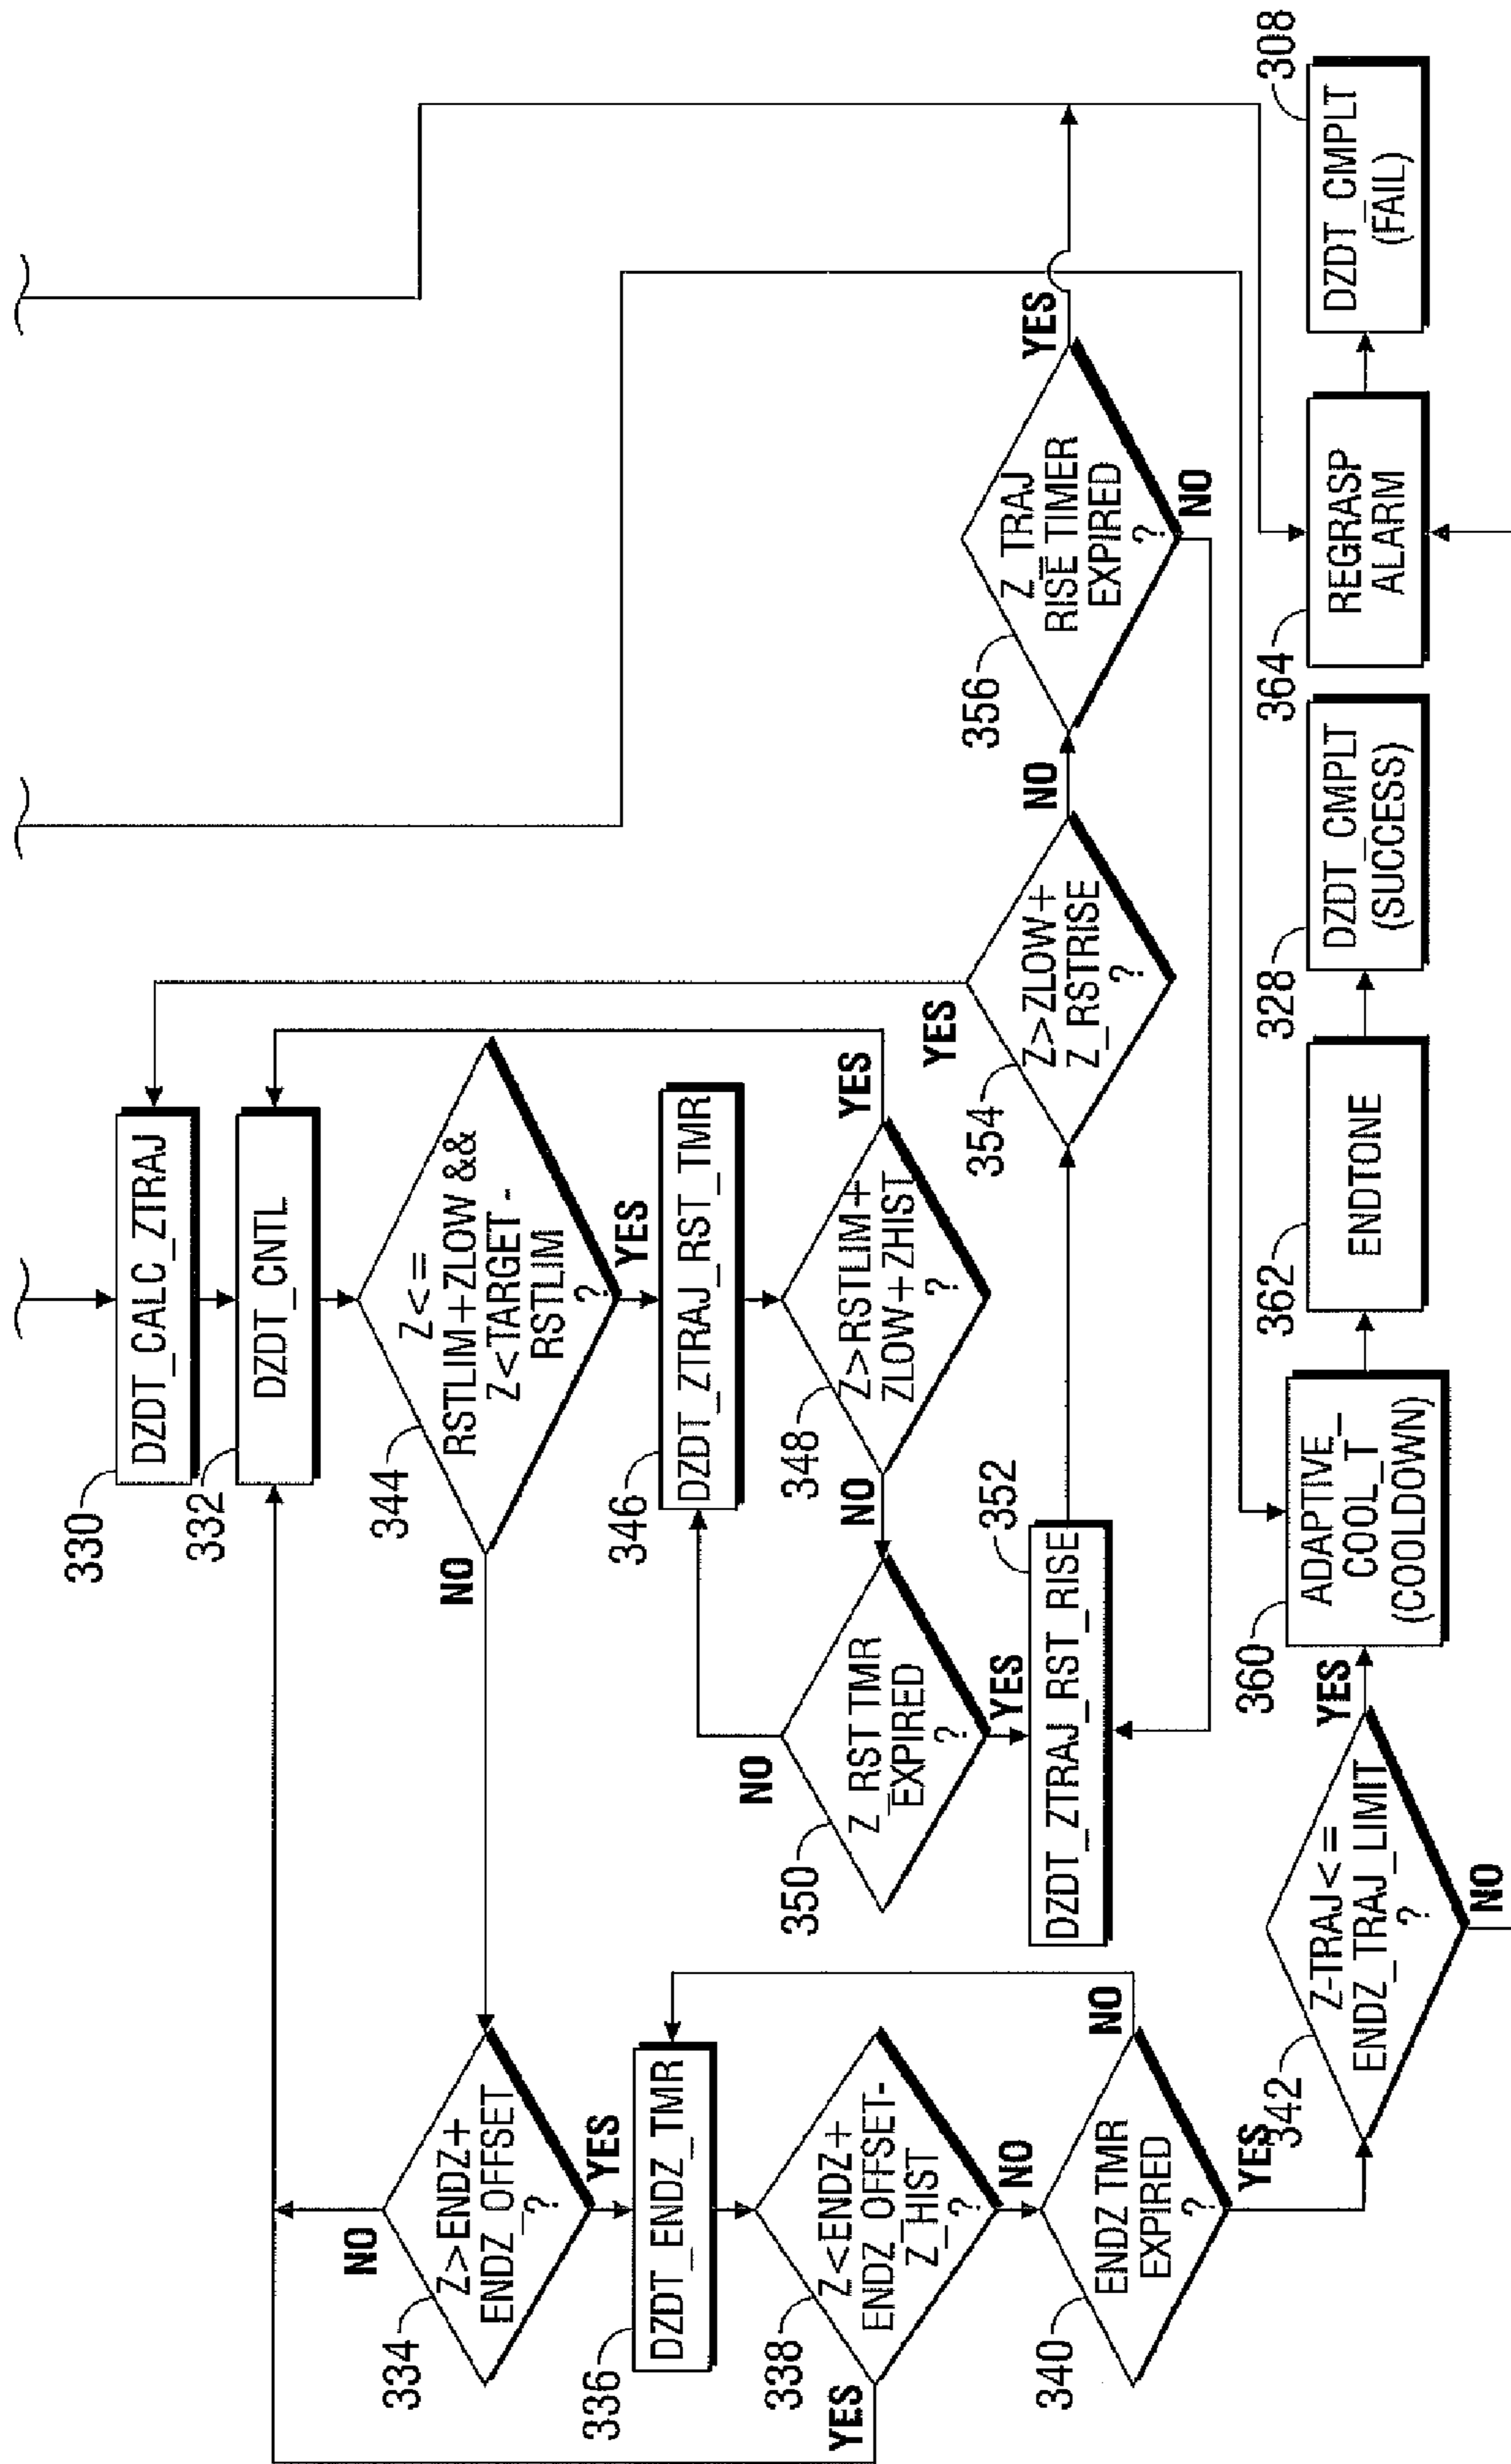 330
DZDT_CALC_ZTRAJ
332
DZDT_CNTL
344
Z<=
RSTLIM+ZLOW &&
Z<TARGET-
RSTLIM
?
NO
YES
334
Z>ENDZ+
ENDZ_OFFSET
?
NO
YES
346
DZDT_ZTRAJ_RST_TMR
336
DZDT_ENDZ_TMR
348
Z>RSTLIM+
ZLOW+ZHIST
?
YES
NO
338
Z<ENDZ+
ENDZ_OFFSET-
Z_HIST
?
YES
NO
350
Z_RST TMR
EXPIRED
?
NO
YES
352
DZDT_ZTRAJ_RST_RISE
354
Z>ZLOW+
Z_RSTRISE
?
YES
NO
356
Z_TRAJ
RISE TIMER
EXPIRED
?
YES
NO
340
ENDZ TMR
EXPIRED
?
NO
YES
342
Z-TRAJ<=
ENDZ_TRAJ_LIMIT
?
YES
NO
360
ADAPTIVE_
COOL_T
(COOLDOWN)
362
ENDTONE
328
DZDT_CMPLT
(SUCCESS)
364
REGRASP
ALARM
308
DZDT_CMPLT
(FAIL)